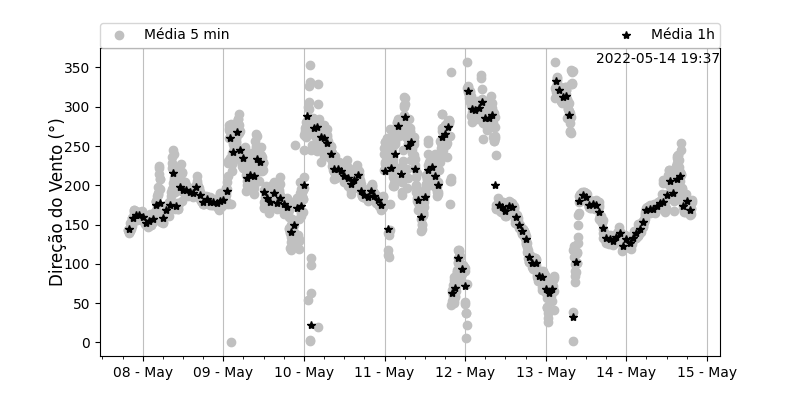 Média 5 min
Média 1h
2022-05-14 19:37
Direção do Vento (°)
350
300
250
200
150
100
50
0
08 - May
09 - May
10 - May
11 - May
12 - May
13 - May
14 - May
15 - May